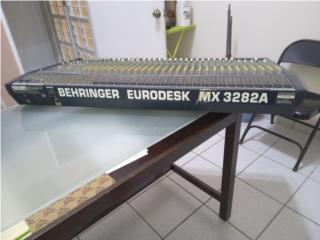 BEHRINGER EURODESK MX 3282A